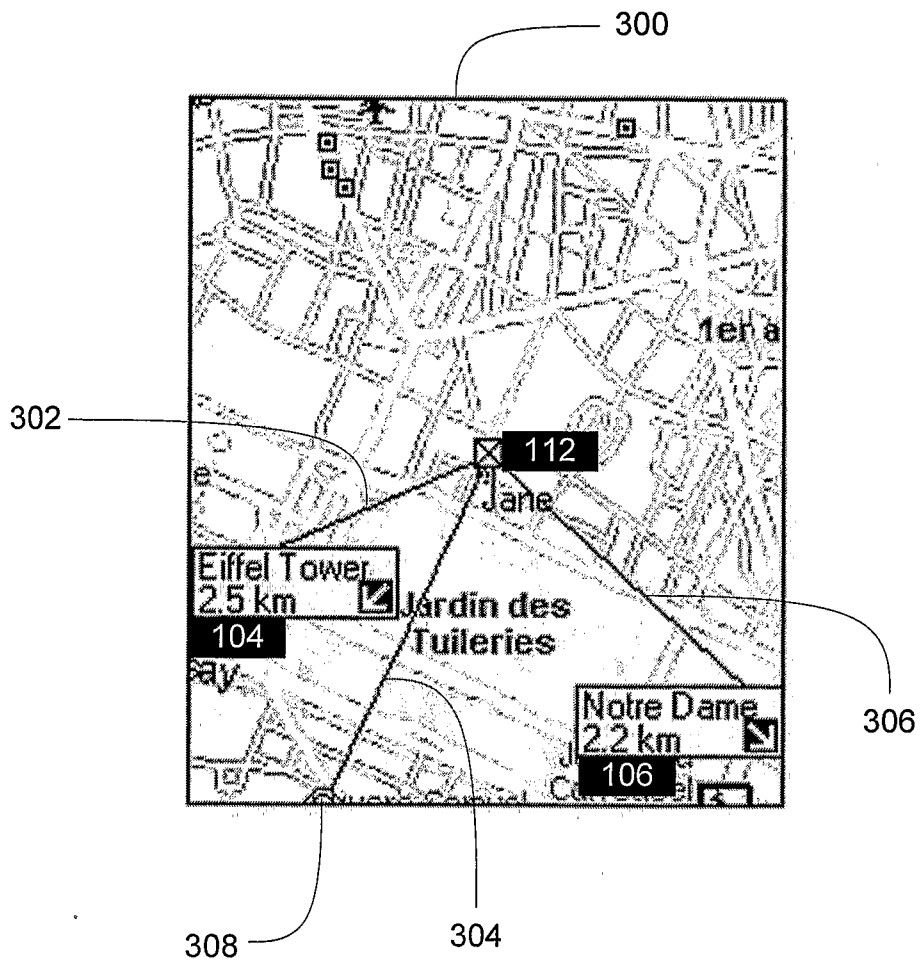 300
1er a
302
112
e
Jane
Eiffel Tower
2.5 km
Jardin des
Tuileries
104
ay
Notre Dame
2.2 km
306
106
308
304